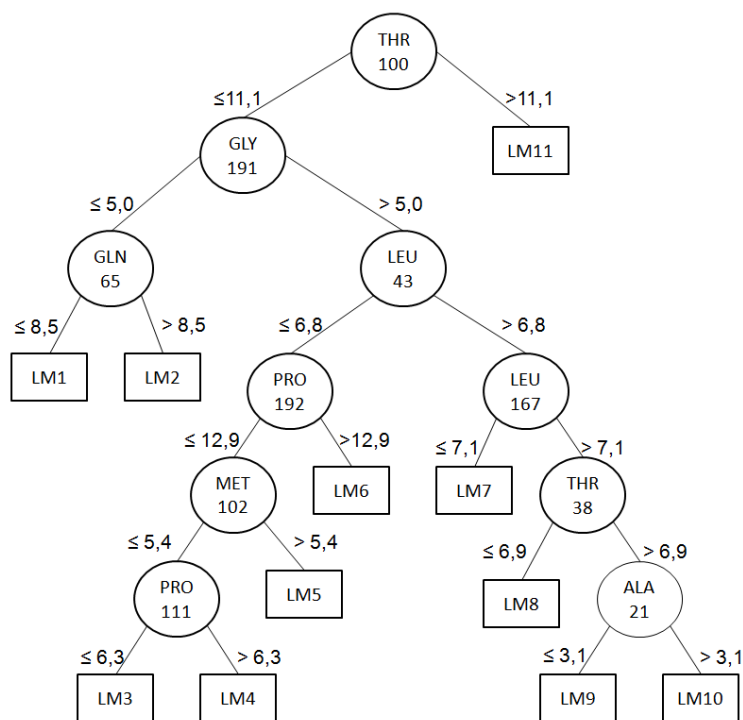 THR
100
≤11,1
>11,1
GLY
191
LM11
≤ 5,0
> 5,0
GLN
65
LEU
43
≤ 8,5
> 8,5
≤ 6,8
> 6,8
LM1
LM2
PRO
192
LEU
167
≤ 12,9
>12,9
≤ 7,1
> 7,1
MET
102
LM6
LM7
THR
38
≤ 5,4
> 5,4
≤ 6,9
> 6,9
PRO
111
LM5
LM8
ALA
21
≤ 6,3
> 6,3
≤ 3,1
> 3,1
LM3
LM4
LM9
LM10